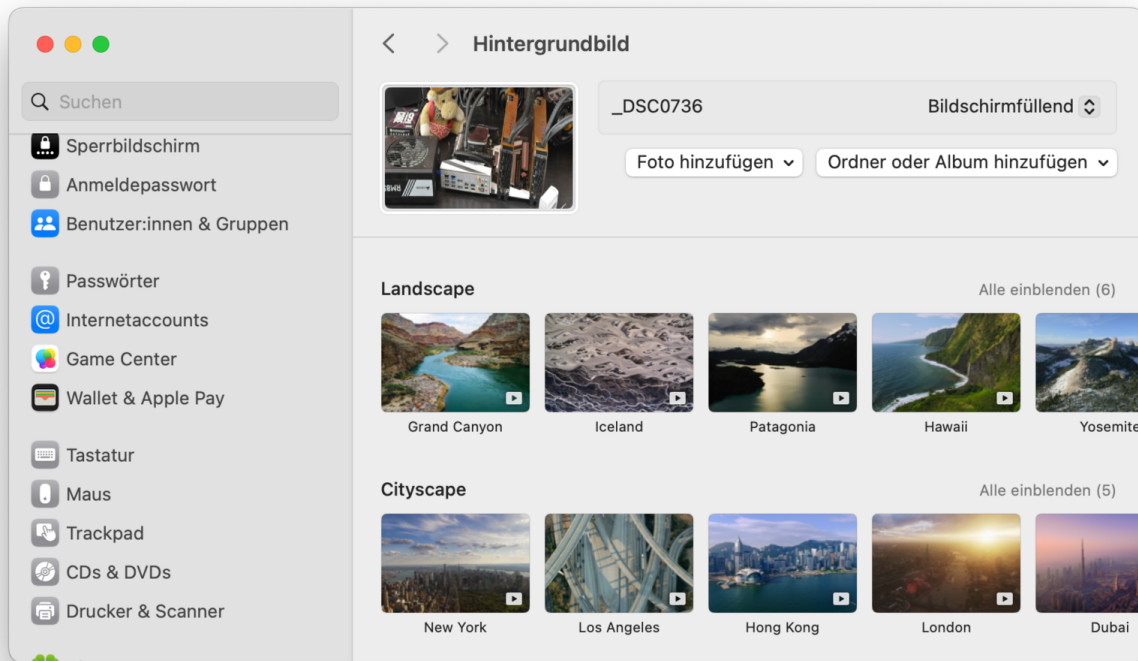 Hintergrundbild
Suchen
Sperrbildschirm
Anmeldepasswort
Benutzer:innen & Gruppen
Passwörter
Internetaccounts
Game Center
Wallet & Apple Pay
Tastatur
Maus
Trackpad
CDs & DVDs
Drucker & Scanner
_DSC0736 Bildschirmfüllend
Foto hinzufügen Ordner oder Album hinzufügen
Landscape Alle einblenden (6)
Grand Canyon Iceland Patagonia Hawaii Yosemite
Cityscape Alle einblenden (5)
New York Los Angeles Hong Kong London Dubai